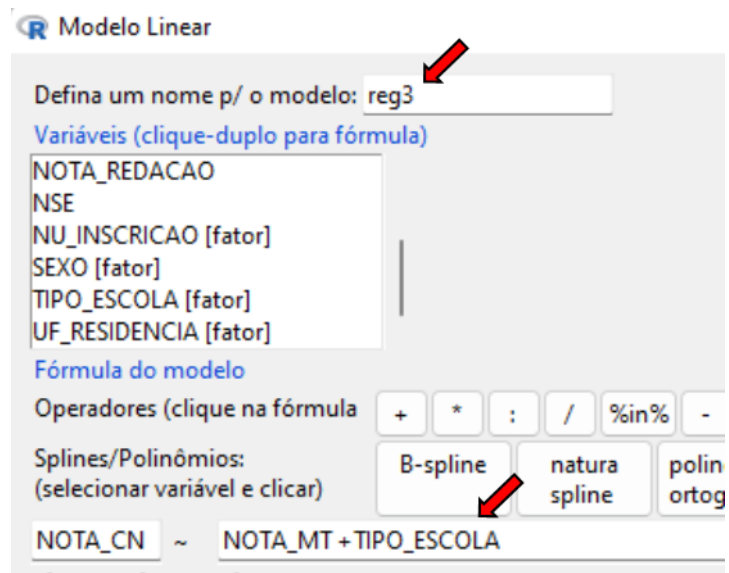 R Modelo Linear
Defina um nome p/ o modelo: reg3
Variáveis (clique-duplo para fórmula)
NOTA_REDACAO
NSE
NU_INSCRICAO [fator]
SEXO [fator]
TIPO_ESCOLA [fator]
UF_RESIDENCIA [fator]
Fórmula do modelo
Operadores (clique na fórmula + * : / %in% -
Splines/Polinômios:
(selecionar variável e clicar)
B-spline
natura
spline
polin
ortog
NOTA_CN ~ NOTA_MT + TIPO_ESCOLA